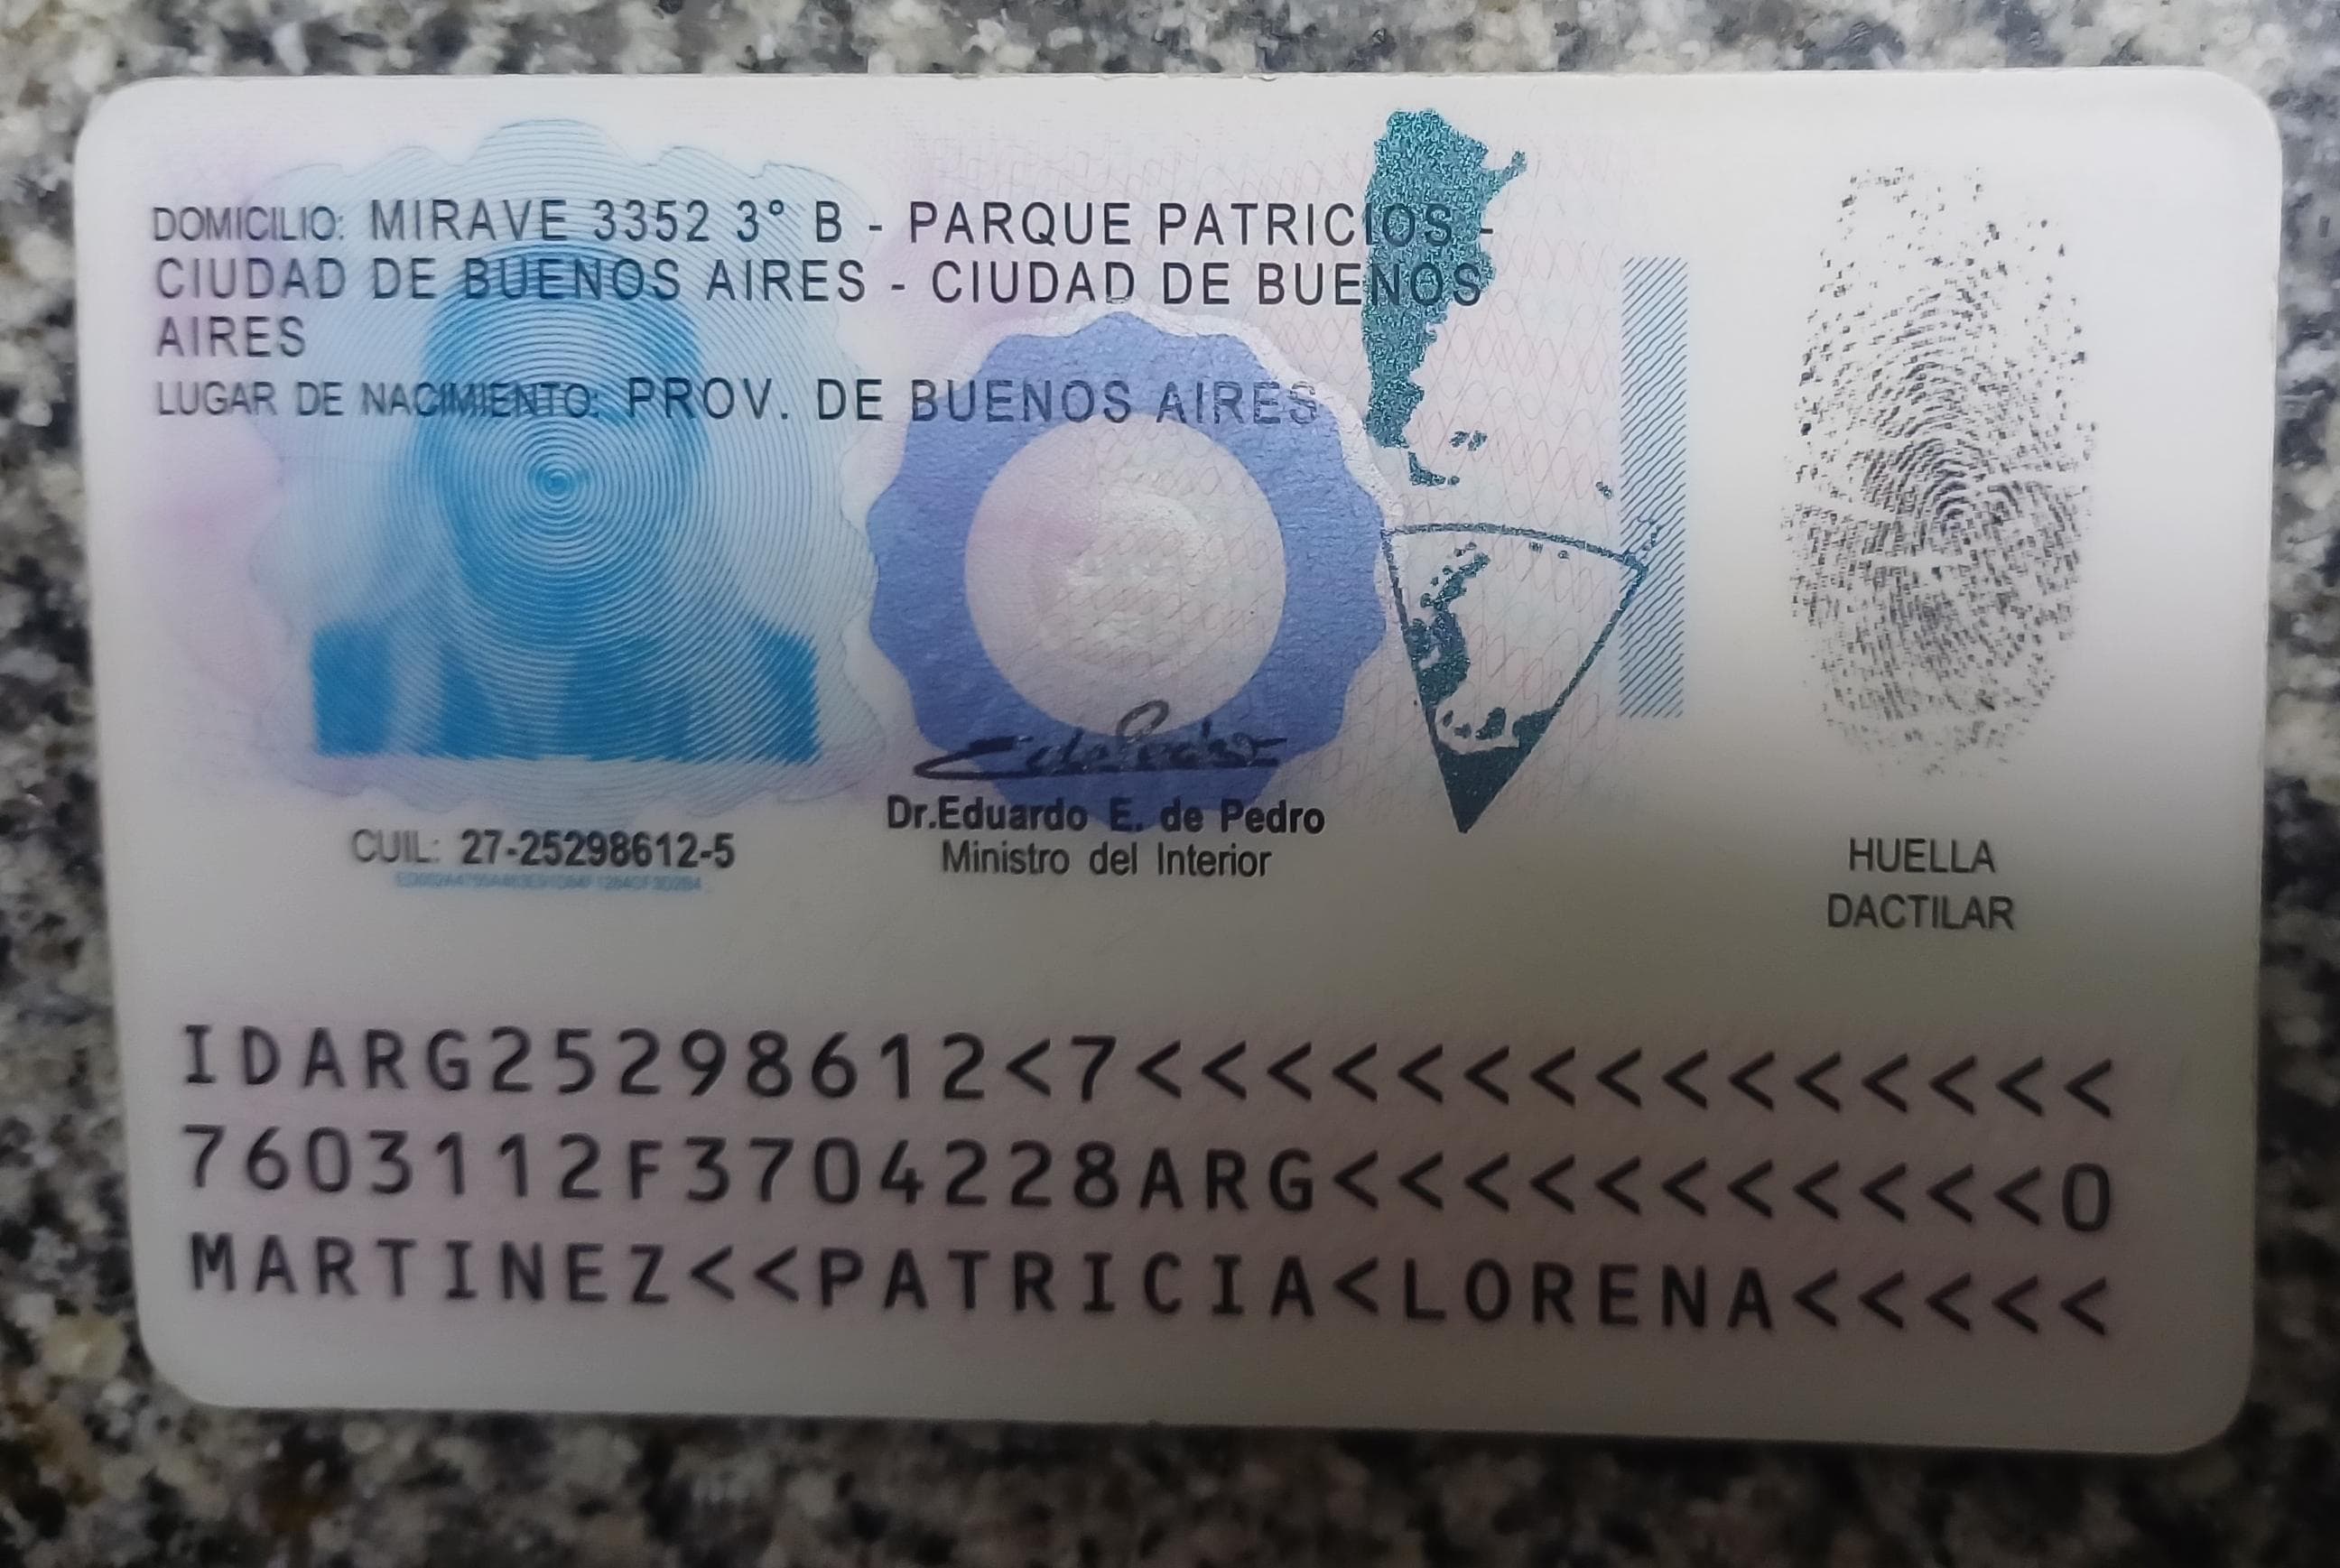 DOMICILIO: MIRAVE 3352 3° B - PARQUE PATRICIOS -
CIUDAD DE BUENOS AIRES - CIUDAD DE BUENOS
AIRES
LUGAR DE NACIMIENTO: PROV. DE BUENOS AIRES
Dr.Eduardo E. de Pedro
Ministro del Interior
CUIL: 27-25298612-5
HUELLA
DACTILAR
IDARG25298612<7<<<<<<<<<<<<<<<
7603112F3704228ARG<<<<<<<<<<<0
MARTINEZ<<PATRICIA<LORENA<<<<<